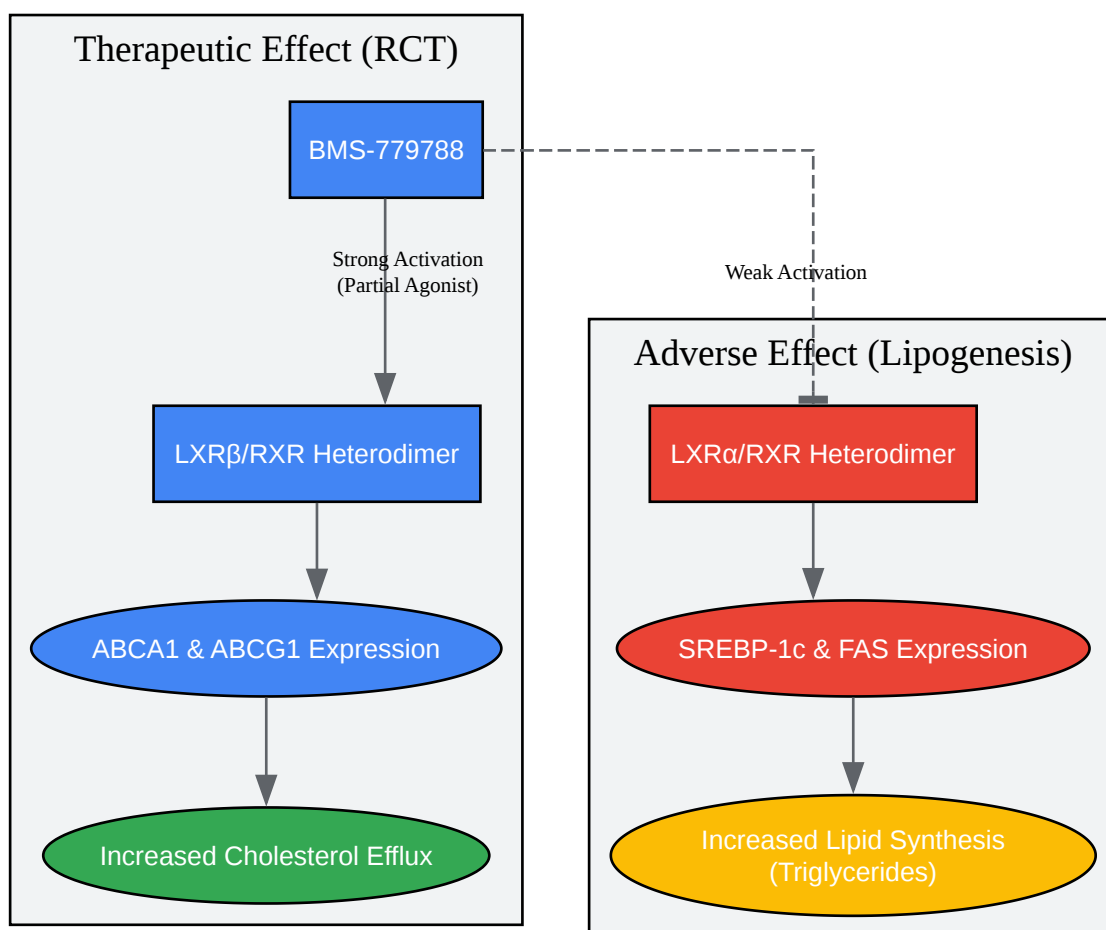 Therapeutic Effect (RCT)
BMS-779788
Strong Activation
(Partial Agonist)
LXRβ/RXR Heterodimer
ABCA1 & ABCG1 Expression
Increased Cholesterol Efflux
Weak Activation
Adverse Effect (Lipogenesis)
LXRα/RXR Heterodimer
SREBP-1c & FAS Expression
Increased Lipid Synthesis
(Triglycerides)